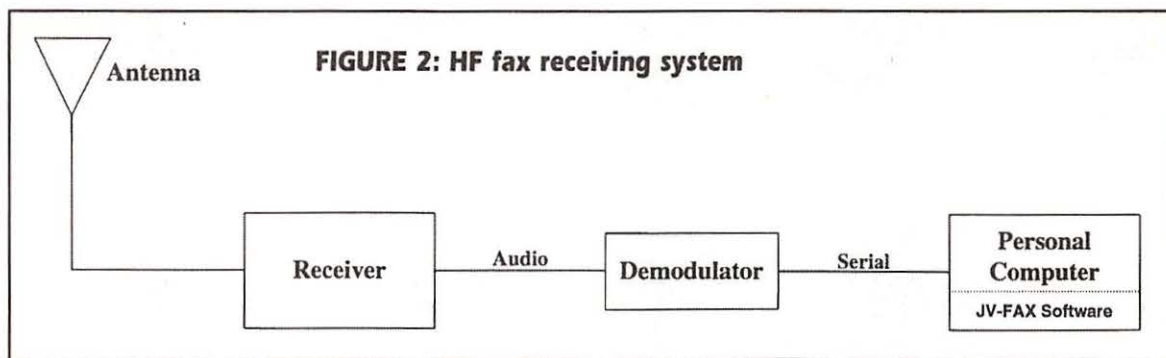 FIGURE 2: HF fax receiving system
Antenna
Receiver
Audio
Demodulator
Serial
Personal
Computer
JV-FAX Software